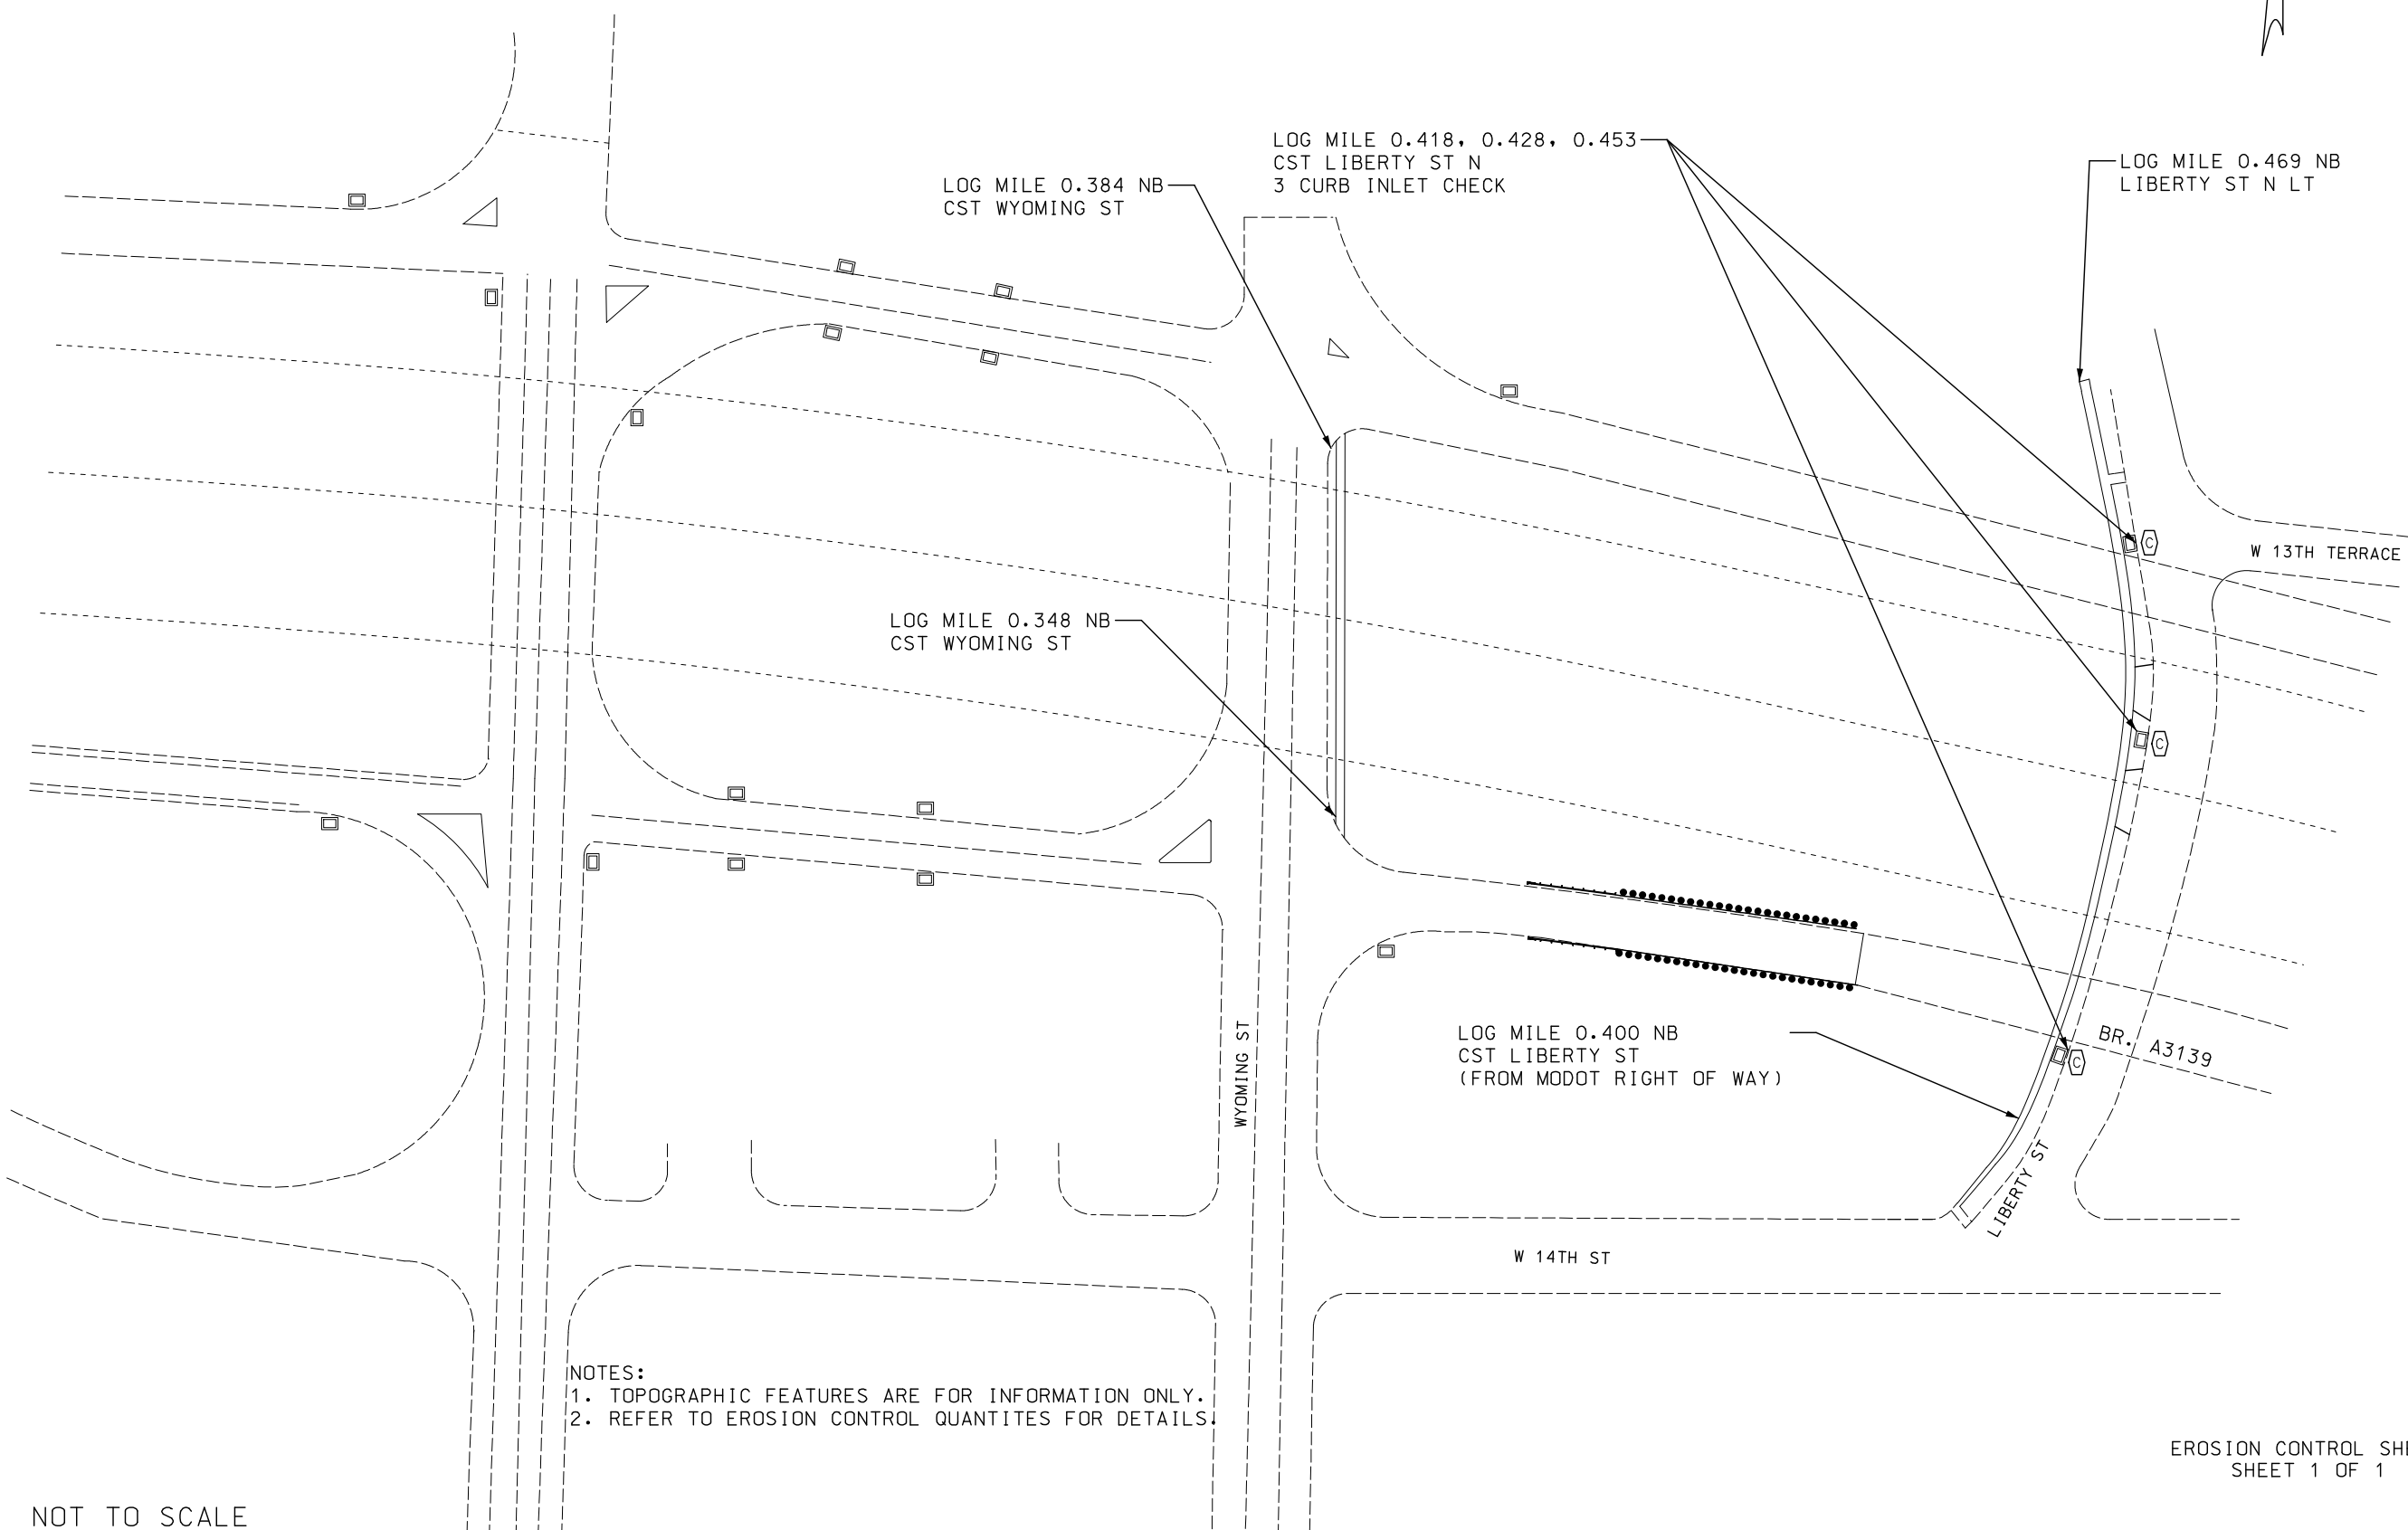 LOG MILE 0.418, 0.428, 0.453
CST LIBERTY ST N
3 CURB INLET CHECK
LOG MILE 0.469 NB
LIBERTY ST N LT
LOG MILE 0.384 NB
CST WYOMING ST
C
W 13TH TERRACE
LOG MILE 0.348 NB
CST WYOMING ST
C
LOG MILE 0.400 NB
CST LIBERTY ST
(FROM MODOT RIGHT OF WAY)
BR. A3139
C
WYOMING ST
LIBERTY ST
W 14TH ST
NOTES:
1. TOPOGRAPHIC FEATURES ARE FOR INFORMATION ONLY.
2. REFER TO EROSION CONTROL QUANTITES FOR DETAILS.
EROSION CONTROL SHE
SHEET 1 OF 1
NOT TO SCALE